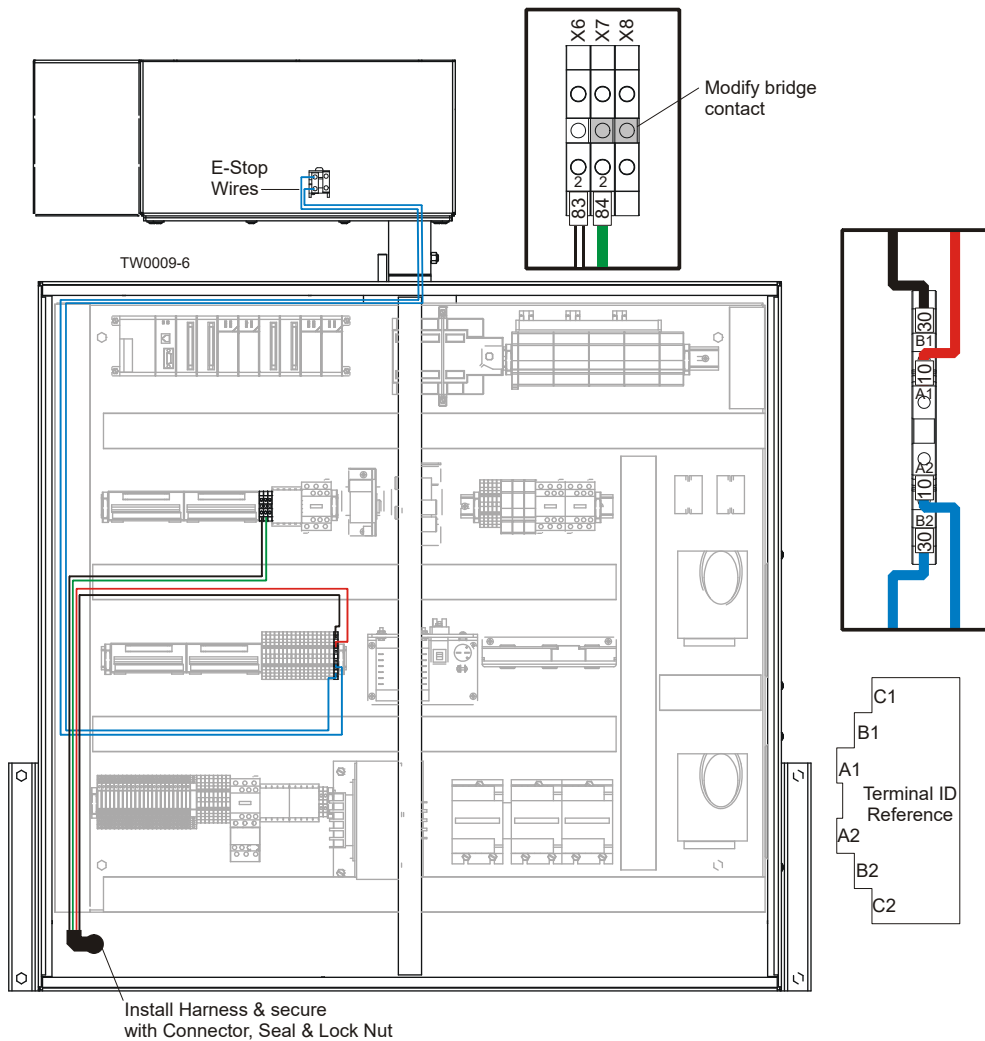 X6
X7
X8
Modify bridge
contact
2
2
83
84
E-Stop
Wires
TW0009-6
30
B1
10
A1
A2
10
B2
30
C1
B1
A1
Terminal ID
Reference
A2
B2
C2
Install Harness & secure
with Connector, Seal & Lock Nut